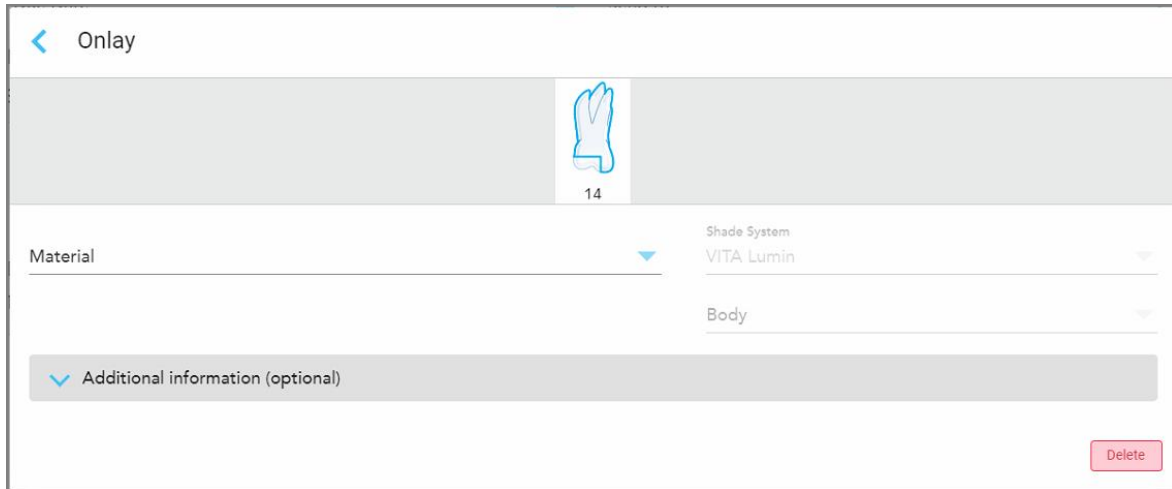 Onlay
14
Material
Shade System
VITA Lumin
Body
Additional information (optional)
Delete